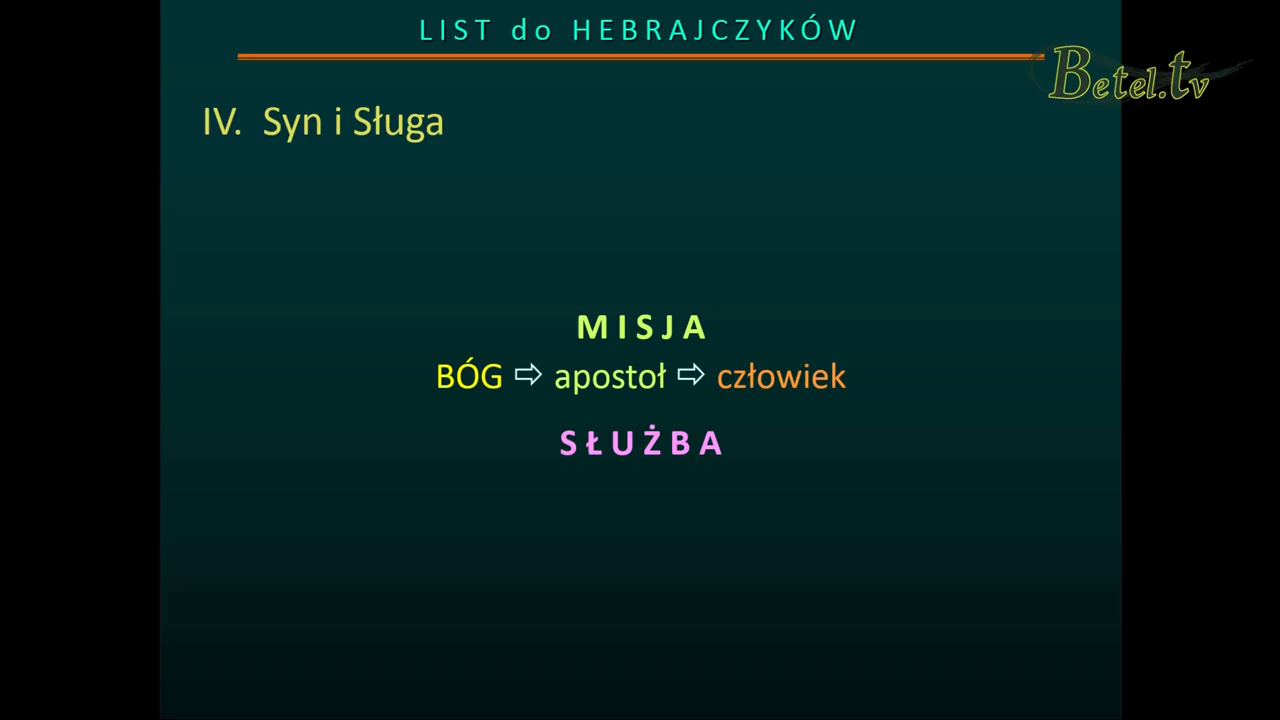 LIST do HEBRAJCZYKÓW
Betel.tv
IV. Syn i Sługa
MISJA
BÓG ⇨ apostoł ⇨ człowiek
SŁUŻBA